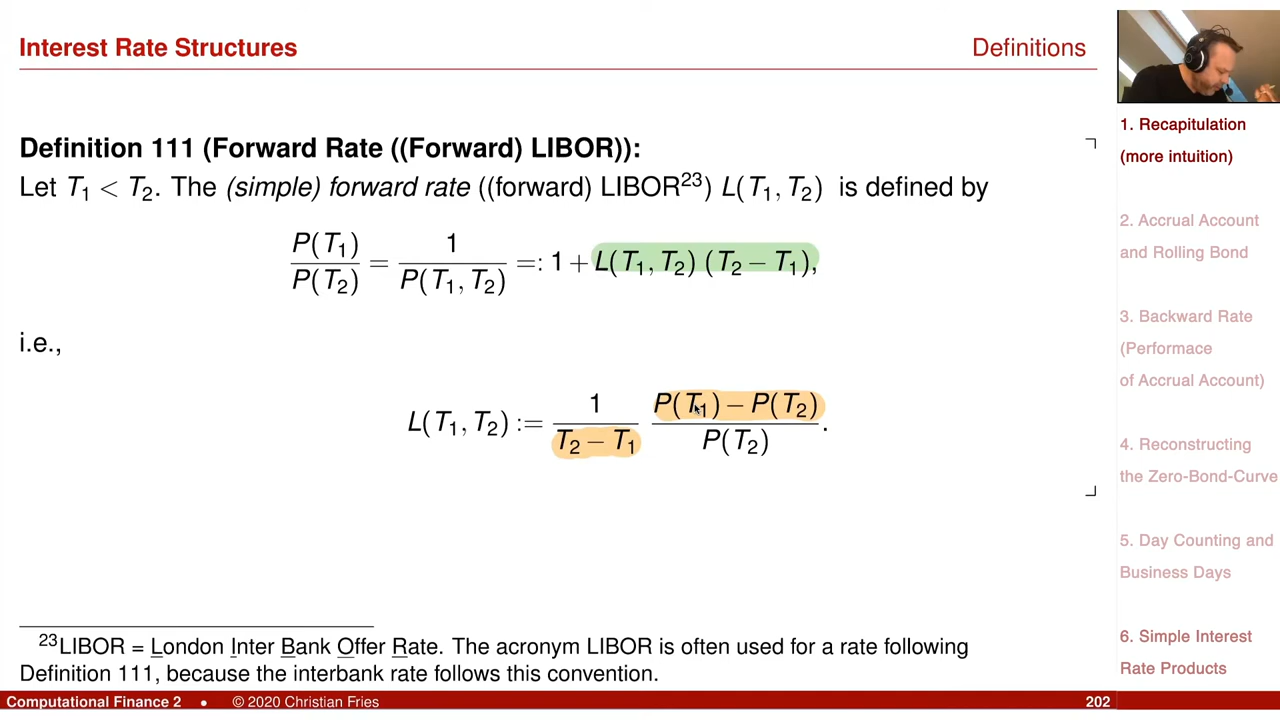 Interest Rate Structures
Definitions
Definition 111 (Forward Rate ((Forward) LIBOR)):
Let T₁ < T₂. The (simple) forward rate ((forward) LIBOR²³) L(T₁, T₂) is defined by
P(T₁)/P(T₂) = 1/P(T₁, T₂) =: 1 + L(T₁, T₂) (T₂ − T₁),
i.e.,
L(T₁, T₂) := 1/(T₂ − T₁) (P(T₁) − P(T₂))/P(T₂).
²³LIBOR = London Inter Bank Offer Rate. The acronym LIBOR is often used for a rate following
Definition 111, because the interbank rate follows this convention.
Computational Finance 2 • © 2020 Christian Fries 202
1. Recapitulation
(more intuition)
2. Accrual Account
and Rolling Bond
3. Backward Rate
(Performace
of Accrual Account)
4. Reconstructing
the Zero-Bond-Curve
5. Day Counting and
Business Days
6. Simple Interest
Rate Products